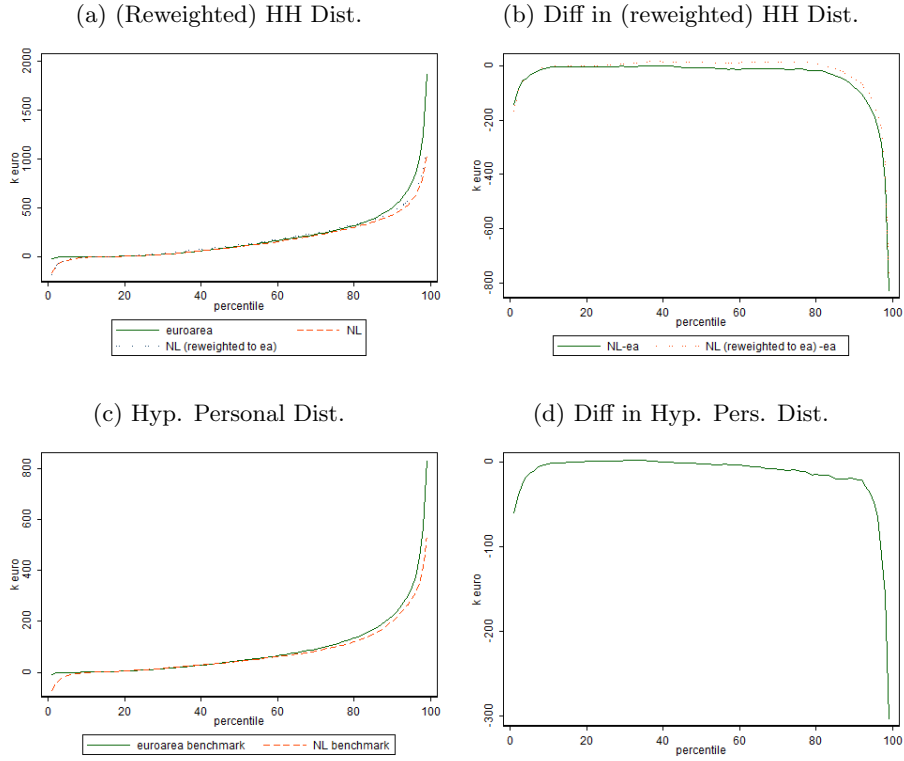 (a) (Reweighted) HH Dist.
(b) Diff in (reweighted) HH Dist.
2000
1500
1000
500
0
k euro
0 20 40 60 80 100
percentile
euroarea NL
NL (reweighted to ea)
0
-200
-400
-600
-800
k euro
0 20 40 60 80 100
percentile
NL-ea NL (reweighted to ea) -ea
(c) Hyp. Personal Dist.
(d) Diff in Hyp. Pers. Dist.
800
600
400
200
0
k euro
0 20 40 60 80 100
percentile
euroarea benchmark NL benchmark
0
-100
-200
-300
k euro
0 20 40 60 80 100
percentile